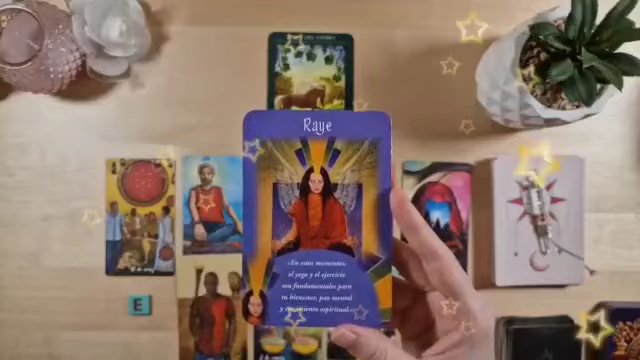 Raye
«En estos momentos,
el yoga y el ejercicio
son fundamentales para
tu bienestar, paz mental
y crecimiento espiritual.»
E